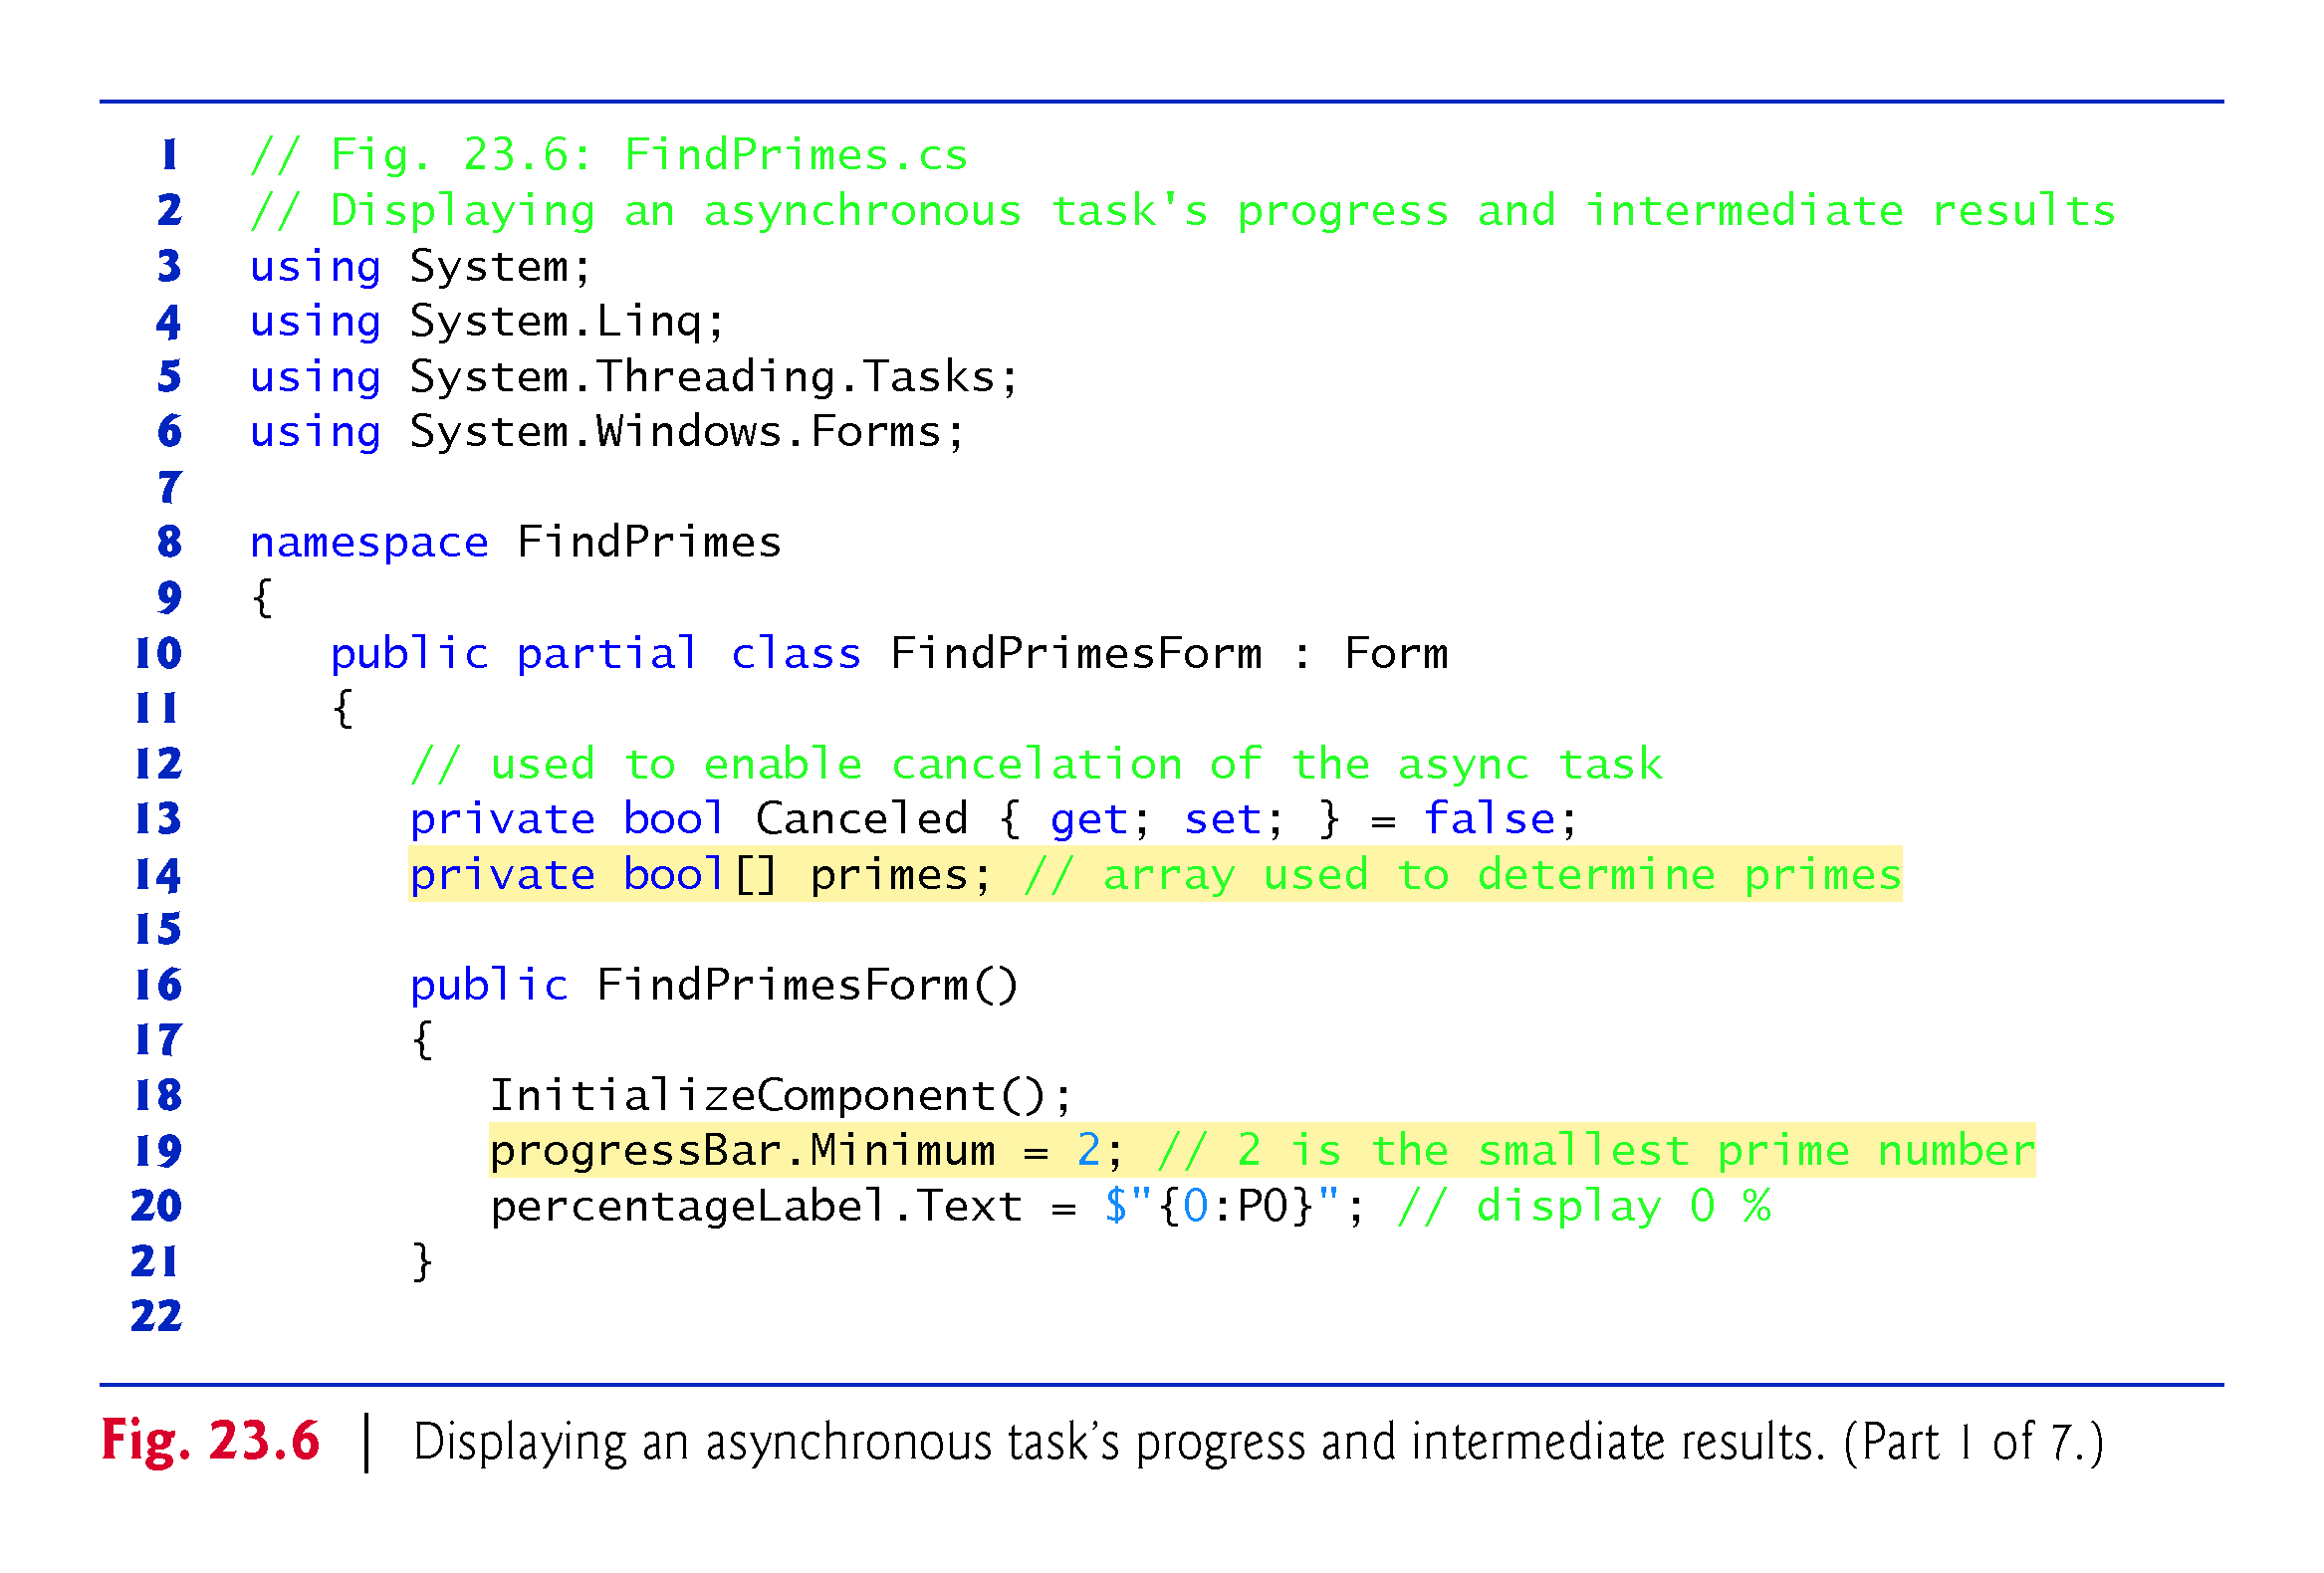 1 // Fig. 23.6: FindPrimes.cs
2 // Displaying an asynchronous task's progress and intermediate results
3 using System;
4 using System.Linq;
5 using System.Threading.Tasks;
6 using System.Windows.Forms;
7
8 namespace FindPrimes
9 {
10    public partial class FindPrimesForm : Form
11    {
12       // used to enable cancelation of the async task
13       private bool Canceled { get; set; } = false;
14       private bool[] primes; // array used to determine primes
15
16       public FindPrimesForm()
17       {
18          InitializeComponent();
19          progressBar.Minimum = 2; // 2 is the smallest prime number
20          percentageLabel.Text = $"{0:P0}"; // display 0 %
21       }
22
Fig. 23.6 | Displaying an asynchronous task’s progress and intermediate results. (Part 1 of 7.)